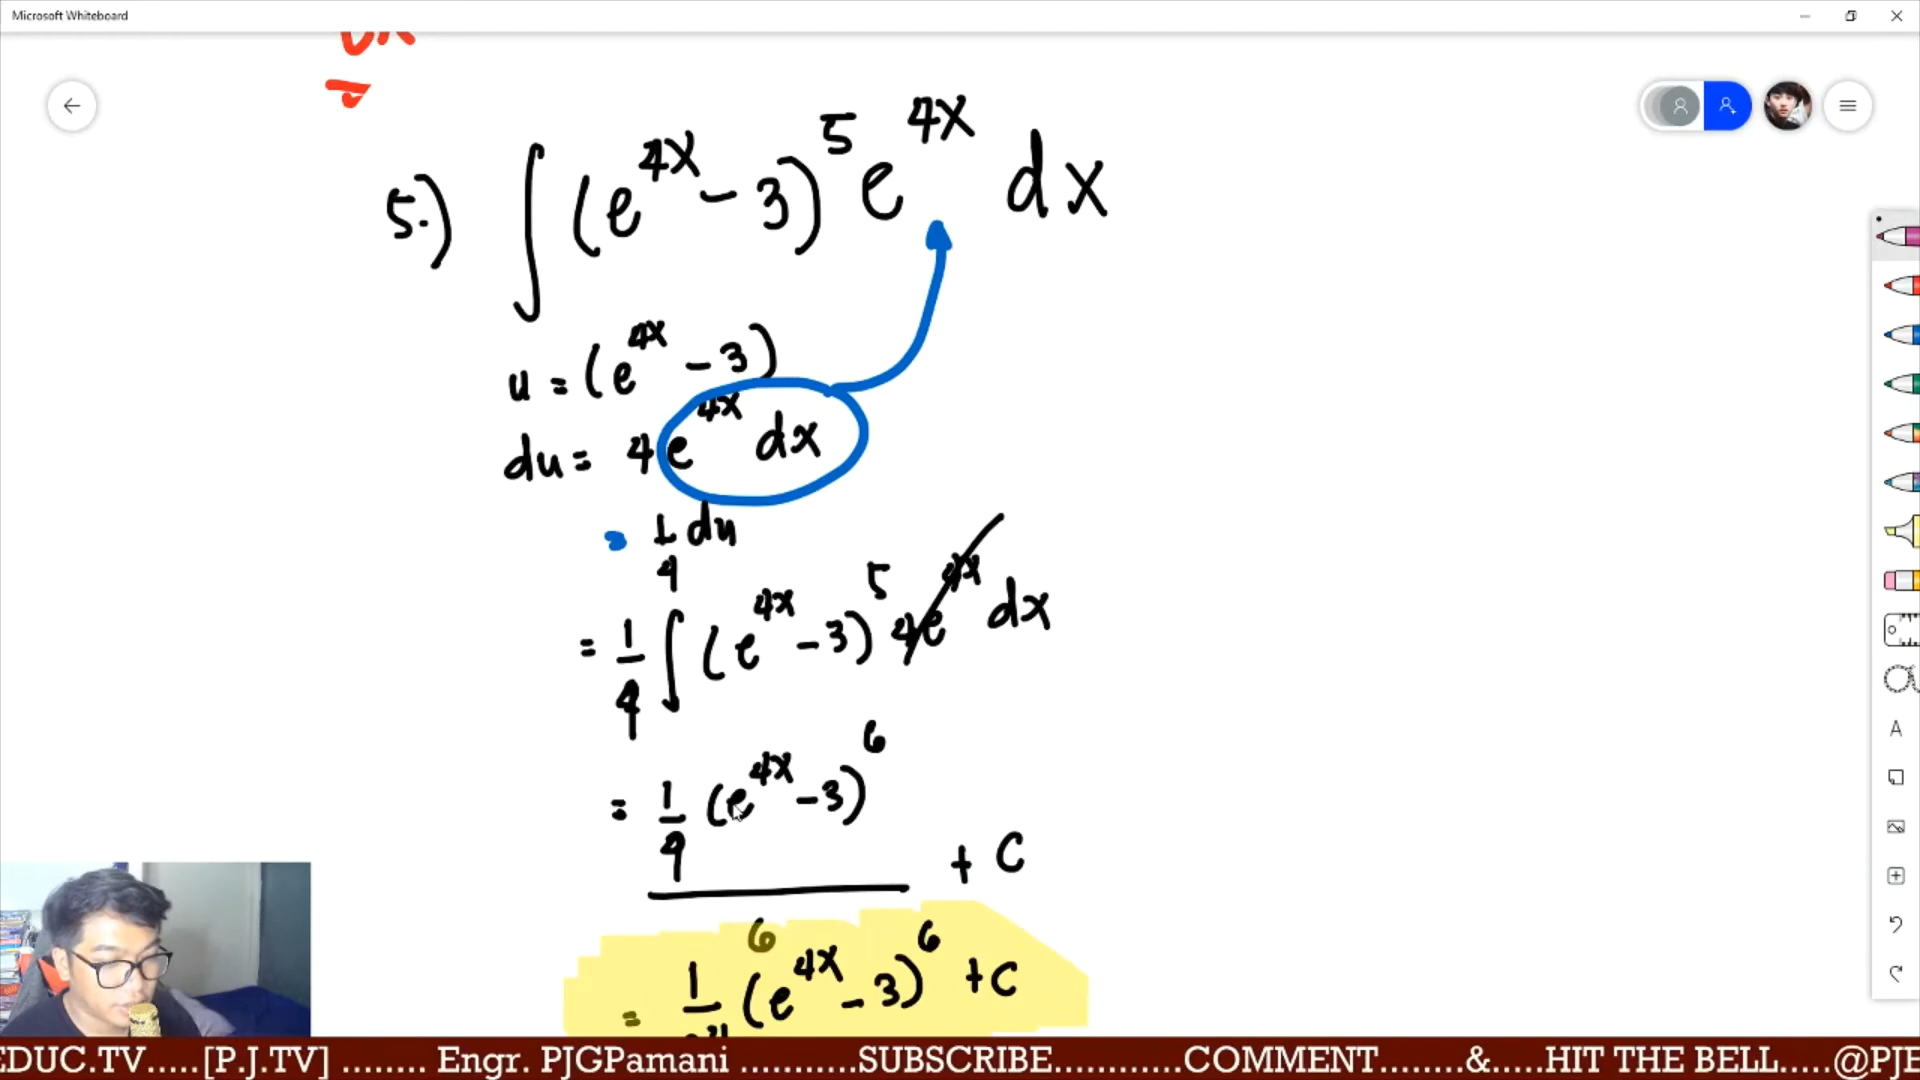 Microsoft Whiteboard
5.) ∫ (e^{4x} - 3)^5 e^{4x} dx
u = (e^{4x} - 3)
du = 4e^{4x} dx
= 1/4 du
= 1/4 ∫ (e^{4x} - 3)^5 4e^{4x} dx
= 1/4 (e^{4x} - 3)^6 / 6 + C
= 1/24 (e^{4x} - 3)^6 + C
A
EDUC.TV.....[P.J.TV] ........ Engr. PJGPamani ...........SUBSCRIBE............COMMENT........&....HIT THE BELL.....@PJE